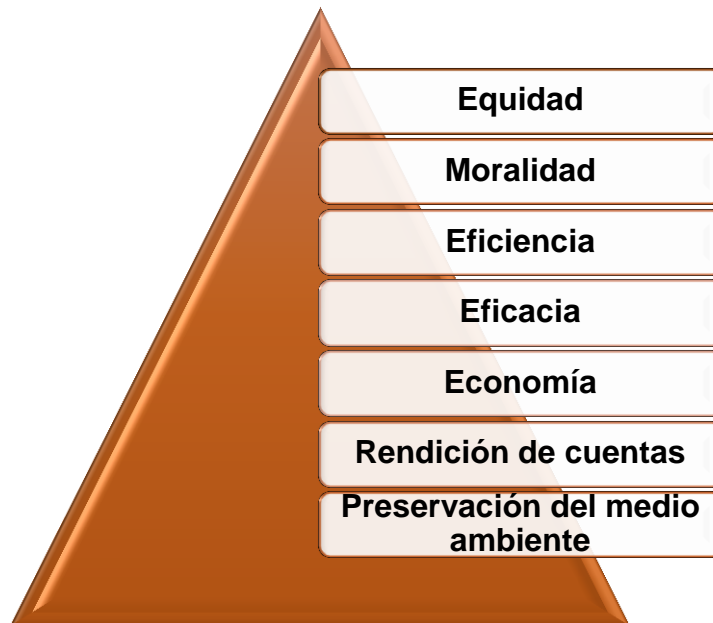 Equidad
Moralidad
Eficiencia
Eficacia
Economía
Rendición de cuentas
Preservación del medio
ambiente